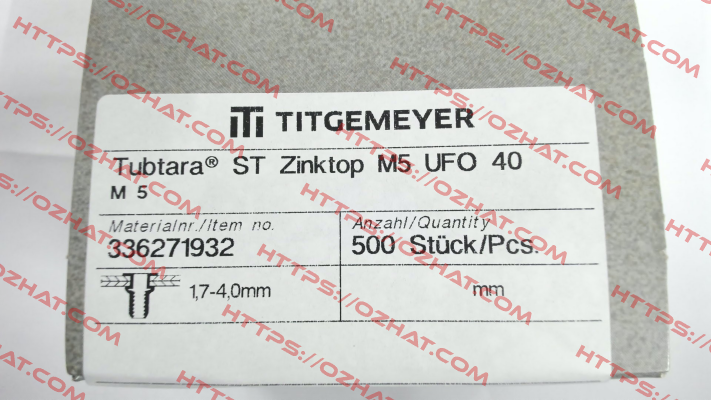 TITGEMEYER
Tubtara® ST Zinktop M5 UFO 40
M 5
Materialnr./Item no.
336271932
Anzahl/Quantity
500 Stück/Pcs.
1,7-4,0mm
mm
HTTPS://OZHAT.COM